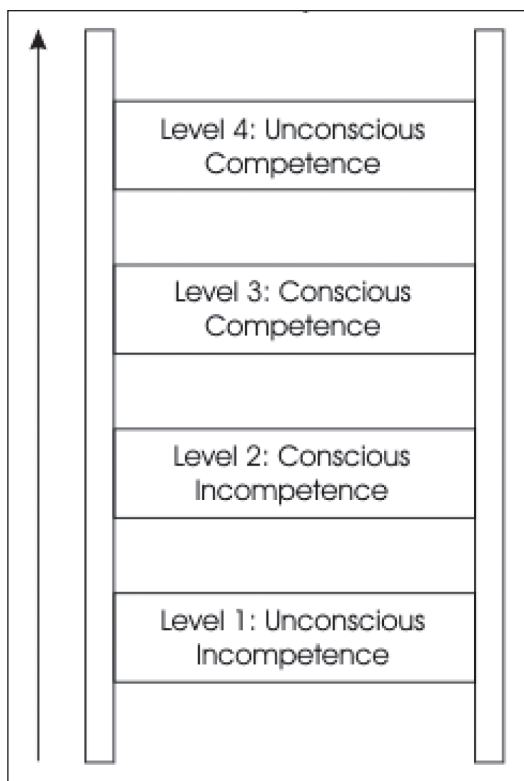 Level 4: Unconscious
Competence
Level 3: Conscious
Competence
Level 2: Conscious
Incompetence
Level 1: Unconscious
Incompetence